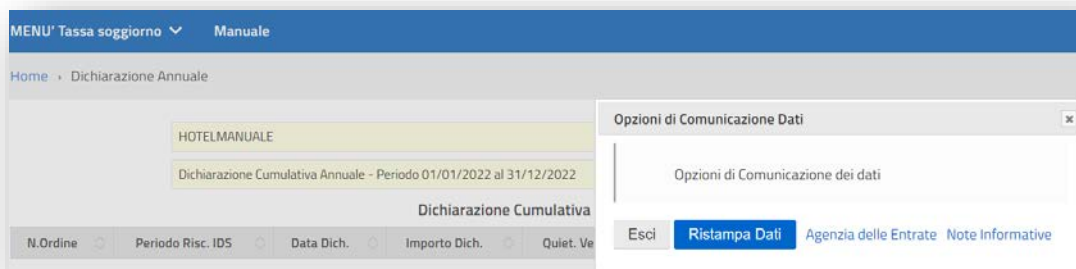 MENU' Tassa soggiorno Manuale
Home › Dichiarazione Annuale
Opzioni di Comunicazione Dati
HOTELMANUALE
Dichiarazione Cumulativa Annuale - Periodo 01/01/2022 al 31/12/2022
Opzioni di Comunicazione dei dati
Dichiarazione Cumulativa
N.Ordine Periodo Risc. IDS Data Dich. Importo Dich. Quiet. Ve
Esci Ristampa Dati Agenzia delle Entrate Note Informative